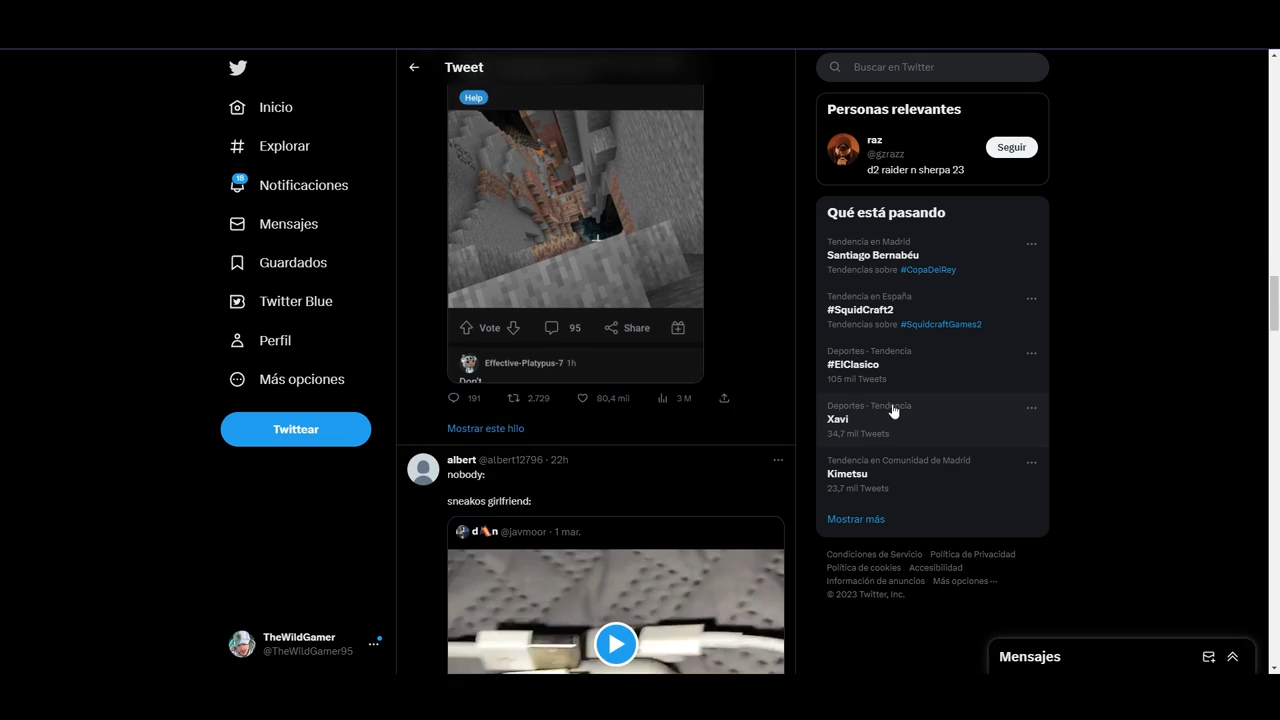 Inicio
Explorar
18
Notificaciones
Mensajes
Guardados
Twitter Blue
Perfil
Más opciones
Twittear
TheWildGamer
@TheWildGamer95
Tweet
Help
Vote 95 Share
Effective-Platypus-7 1h
Don't
191 2.729 80,4 mil 3 M
Mostrar este hilo
albert @albert12796 · 22h
nobody:
sneakos girlfriend:
d n @javmoor · 1 mar.
Buscar en Twitter
Personas relevantes
raz
@gzrazz
Seguir
d2 raider n sherpa 23
Qué está pasando
Tendencia en Madrid
Santiago Bernabéu
Tendencias sobre #CopaDelRey
Tendencia en España
#SquidCraft2
Tendencias sobre #SquidcraftGames2
Deportes · Tendencia
#ElClasico
105 mil Tweets
Deportes · Tendencia
Xavi
34,7 mil Tweets
Tendencia en Comunidad de Madrid
Kimetsu
23,7 mil Tweets
Mostrar más
Condiciones de Servicio Política de Privacidad
Política de cookies Accesibilidad
Información de anuncios Más opciones ···
© 2023 Twitter, Inc.
Mensajes